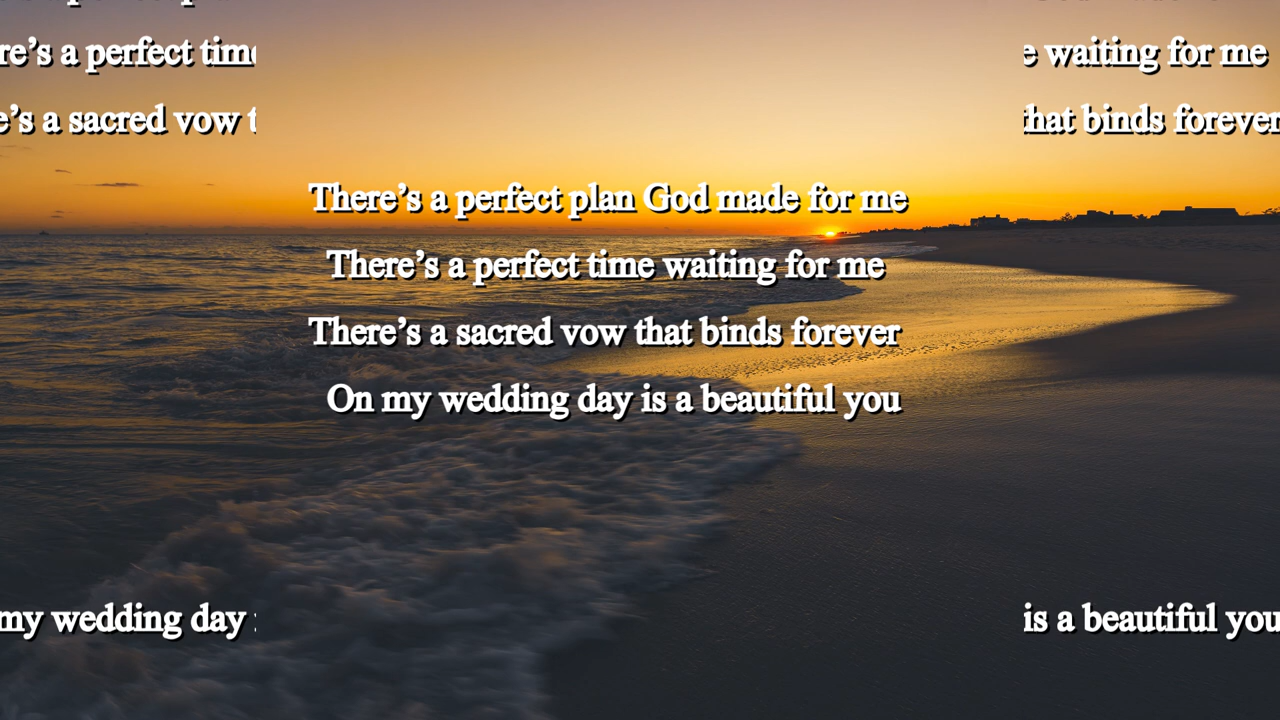 re’s a perfect time waiting for me
e’s a sacred vow that binds forever
There’s a perfect plan God made for me
There’s a perfect time waiting for me
There’s a sacred vow that binds forever
On my wedding day is a beautiful you
my wedding day is a beautiful you